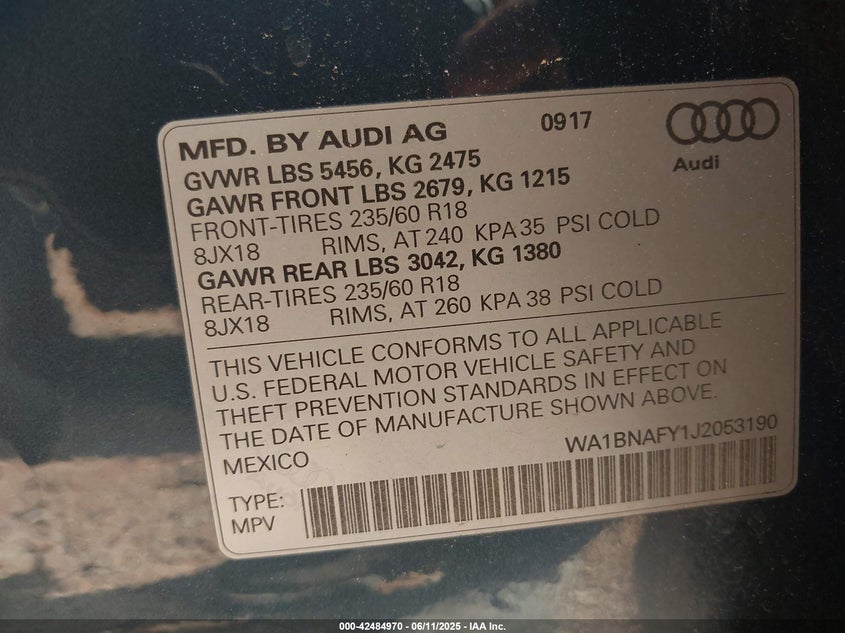 MFD. BY AUDI AG 0917
Audi
GVWR LBS 5456, KG 2475
GAWR FRONT LBS 2679, KG 1215
FRONT-TIRES 235/60 R18
8JX18 RIMS, AT 240 KPA 35 PSI COLD
GAWR REAR LBS 3042, KG 1380
REAR-TIRES 235/60 R18
8JX18 RIMS, AT 260 KPA 38 PSI COLD
THIS VEHICLE CONFORMS TO ALL APPLICABLE
U.S. FEDERAL MOTOR VEHICLE SAFETY AND
THEFT PREVENTION STANDARDS IN EFFECT ON
THE DATE OF MANUFACTURE SHOWN ABOVE.
MEXICO WA1BNAFY1J2053190
TYPE:
MPV
000-42484970 - 06/11/2025 - IAA Inc.